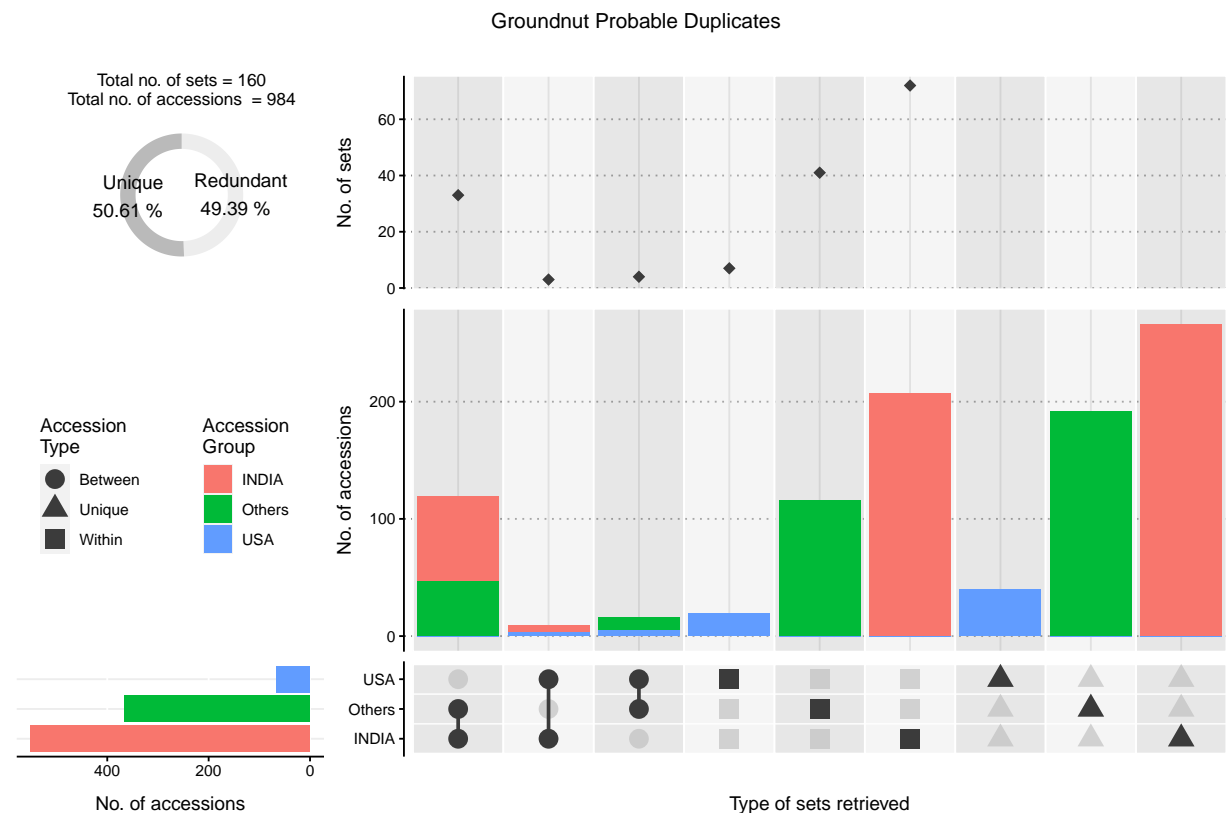 Groundnut Probable Duplicates
Total no. of sets = 160
Total no. of accessions  = 984
Unique
50.61 %
Redundant
49.39 %
No. of sets
60
40
20
0
No. of accessions
200
100
0
Accession
Type
Between
Unique
Within
Accession
Group
INDIA
Others
USA
USA
Others
INDIA
400
200
0
No. of accessions
Type of sets retrieved